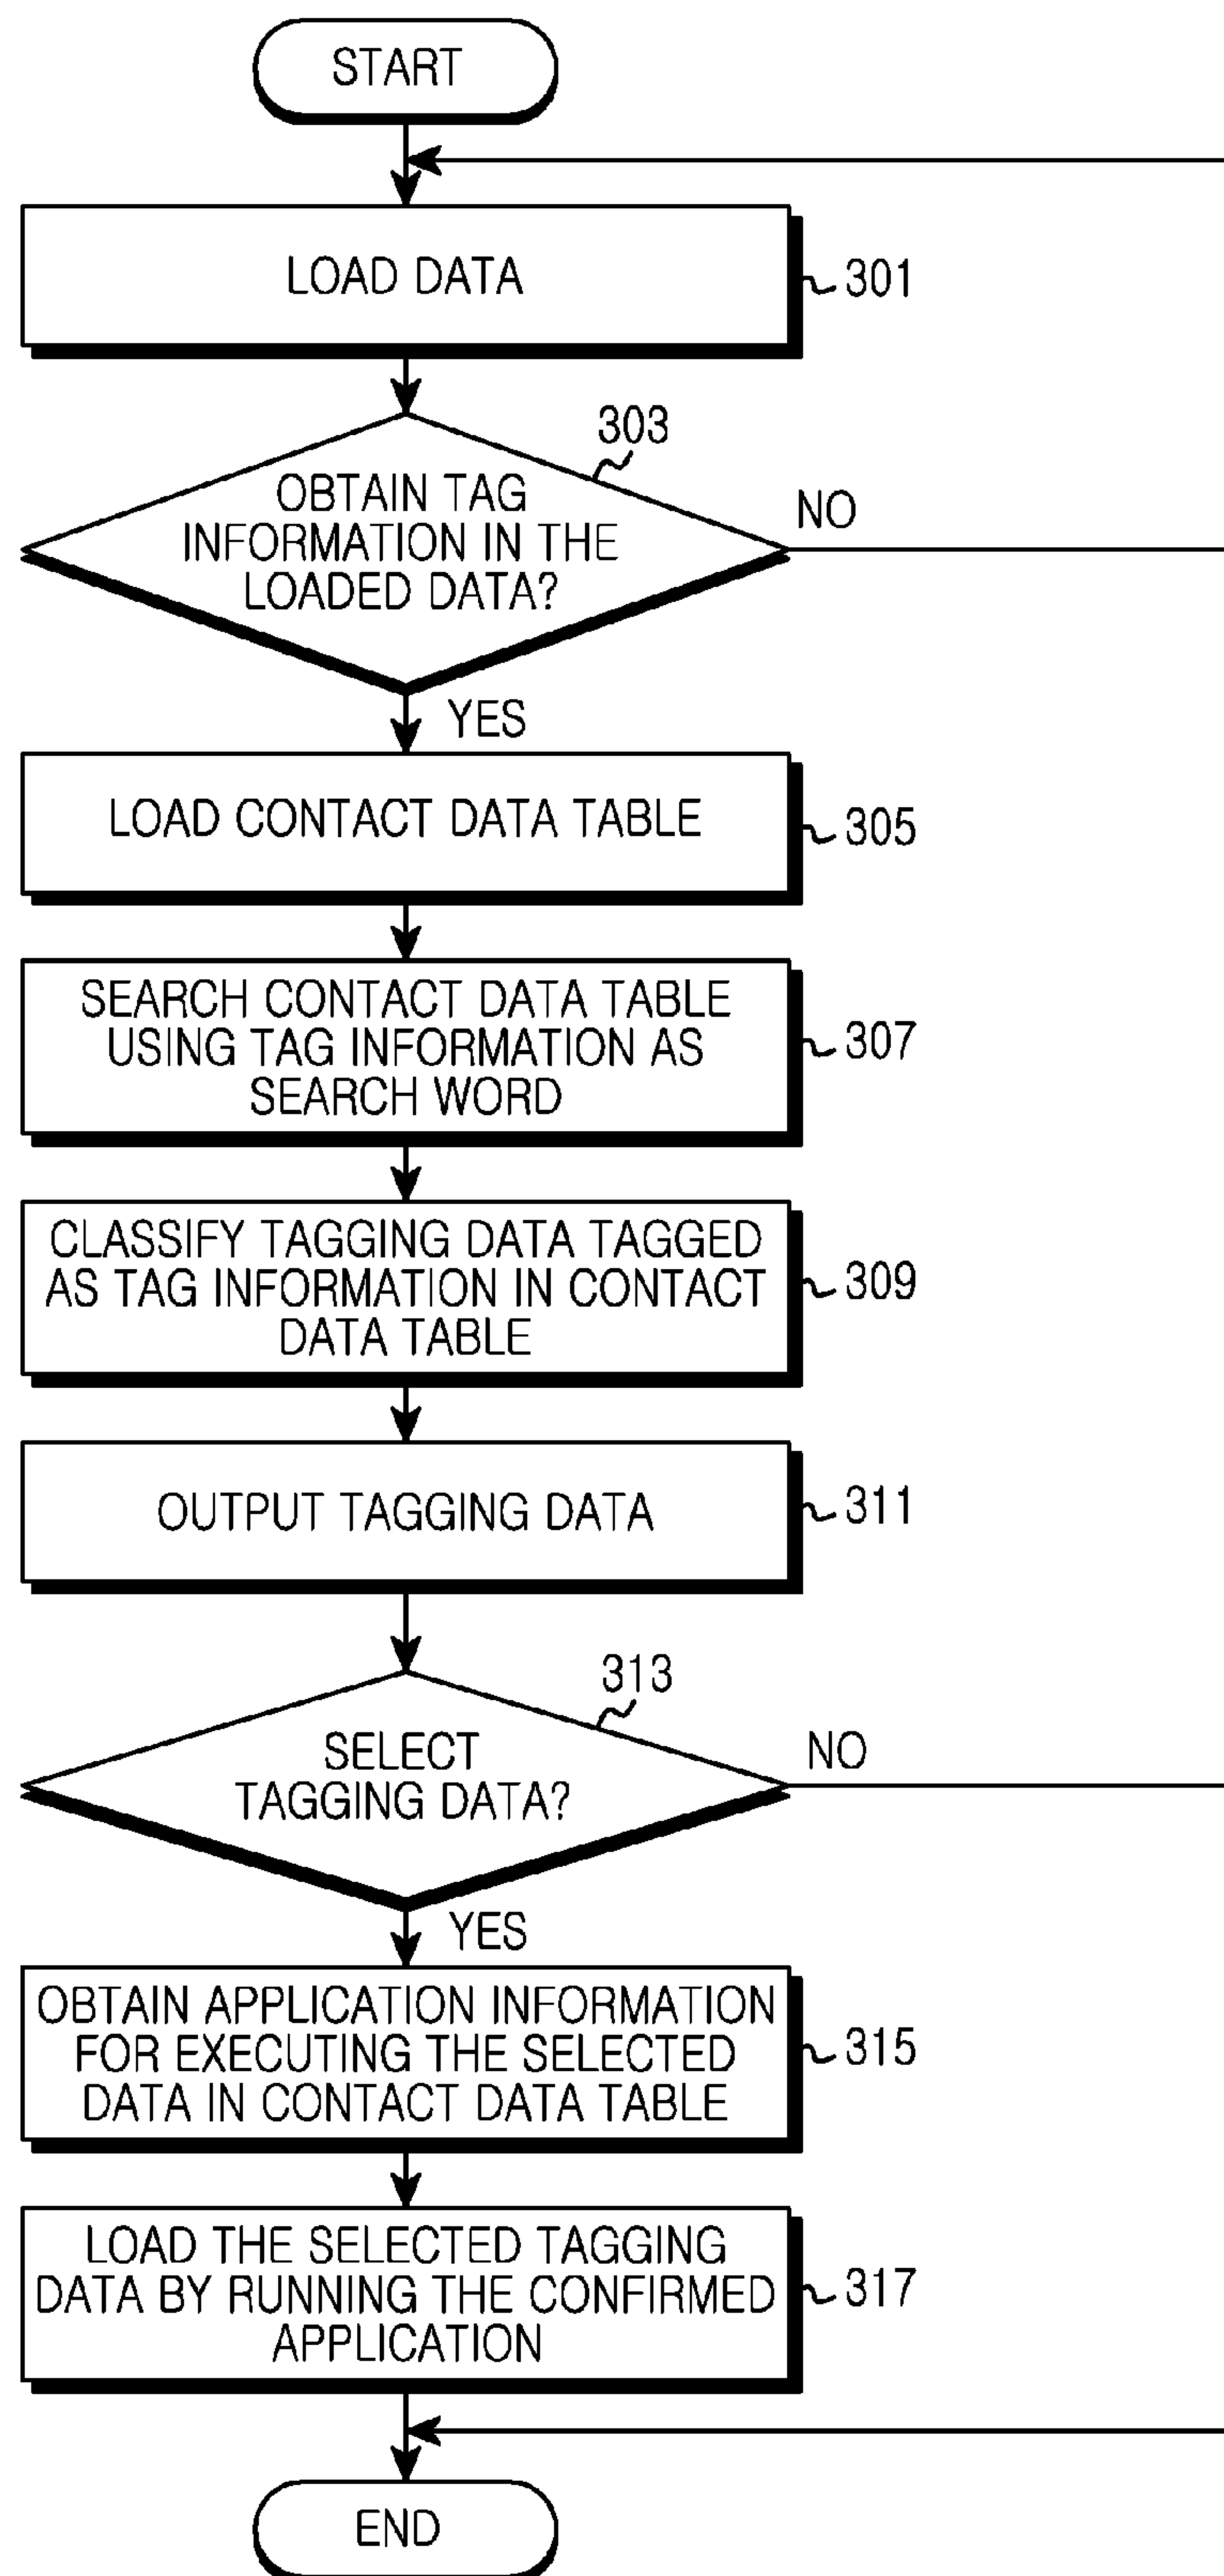 START
LOAD DATA
301
303
OBTAIN TAG
INFORMATION IN THE
LOADED DATA?
NO
YES
LOAD CONTACT DATA TABLE
305
SEARCH CONTACT DATA TABLE
USING TAG INFORMATION AS
SEARCH WORD
307
CLASSIFY TAGGING DATA TAGGED
AS TAG INFORMATION IN CONTACT
DATA TABLE
309
OUTPUT TAGGING DATA
311
313
SELECT
TAGGING DATA?
NO
YES
OBTAIN APPLICATION INFORMATION
FOR EXECUTING THE SELECTED
DATA IN CONTACT DATA TABLE
315
LOAD THE SELECTED TAGGING
DATA BY RUNNING THE CONFIRMED
APPLICATION
317
END